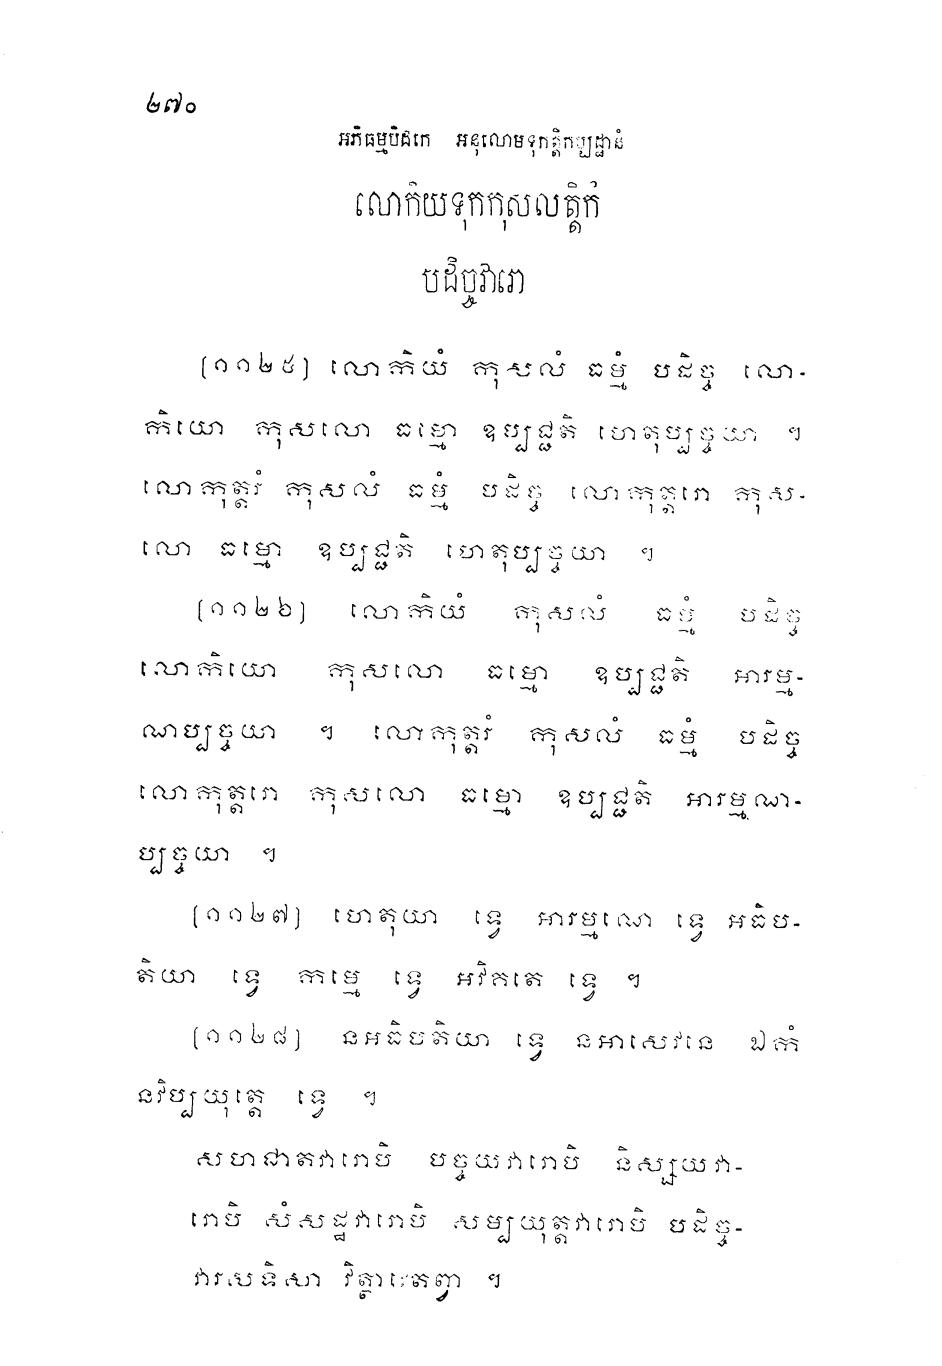 ២៧០
អភិធម្មបិដកេ អនុលោមទុកត្តិកប្បដ្ឋានំ
លោកិយទុកកុសលត្តិកំ
បដិច្ចវារោ
[១១២៥] លោកិយំ កុសលំ ធម្មំ បដិច្ច លោ-
កិយោ កុសលោ ធម្មោ ឧប្បជ្ជតិ ហេតុប្បច្ចយា ។
លោកុត្តរំ កុសលំ ធម្មំ បដិច្ច លោកុត្តរោ កុស-
លោ ធម្មោ ឧប្បជ្ជតិ ហេតុប្បច្ចយា ។
[១១២៦] លោកិយំ កុសលំ ធម្មំ បដិច្ច
លោកិយោ កុសលោ ធម្មោ ឧប្បជ្ជតិ អារម្ម-
ណប្បច្ចយា ។ លោកុត្តរំ កុសលំ ធម្មំ បដិច្ច
លោកុត្តរោ កុសលោ ធម្មោ ឧប្បជ្ជតិ អារម្មណ-
ប្បច្ចយា ។
[១១២៧] ហេតុយា ទ្វេ អារម្មណេ ទ្វេ អធិប-
តិយា ទ្វេ កម្មេ ទ្វេ អវិគតេ ទ្វេ ។
[១១២៨] នអធិបតិយា ទ្វេ នអាសេវនេ ឯកំ
នវិប្បយុត្តេ ទ្វេ ។
សហជាតវារោបិ បច្ចយវារោបិ និស្សយវា-
រោបិ សំសដ្ឋវារោបិ សម្បយុត្តវារោបិ បដិច្ច-
វារសទិសា វិត្ថារេតព្វា ។